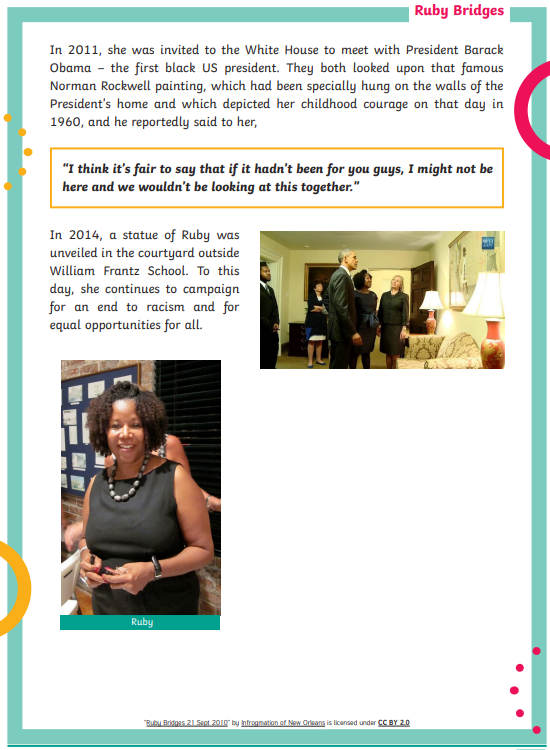 Ruby Bridges
In 2011, she was invited to the White House to meet with President Barack
Obama – the first black US president. They both looked upon that famous
Norman Rockwell painting, which had been specially hung on the walls of the
President's home and which depicted her childhood courage on that day in
1960, and he reportedly said to her,
“I think it's fair to say that if it hadn't been for you guys, I might not be
here and we wouldn't be looking at this together.”
In 2014, a statue of Ruby was
unveiled in the courtyard outside
William Frantz School. To this
day, she continues to campaign
for an end to racism and for
equal opportunities for all.
Ruby
“Ruby Bridges 21 Sept 2010” by Infrogmation of New Orleans is licensed under CC BY 2.0